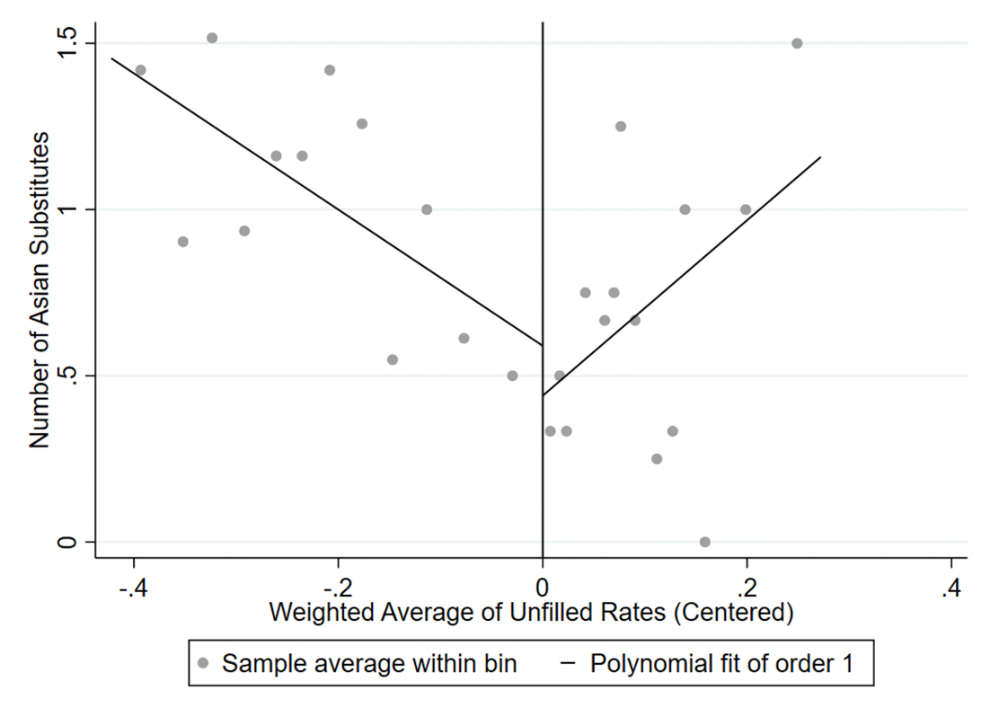 Number of Asian Substitutes
1.5
1
.5
0
-.4
-.2
0
.2
.4
Weighted Average of Unfilled Rates (Centered)
Sample average within bin
Polynomial fit of order 1